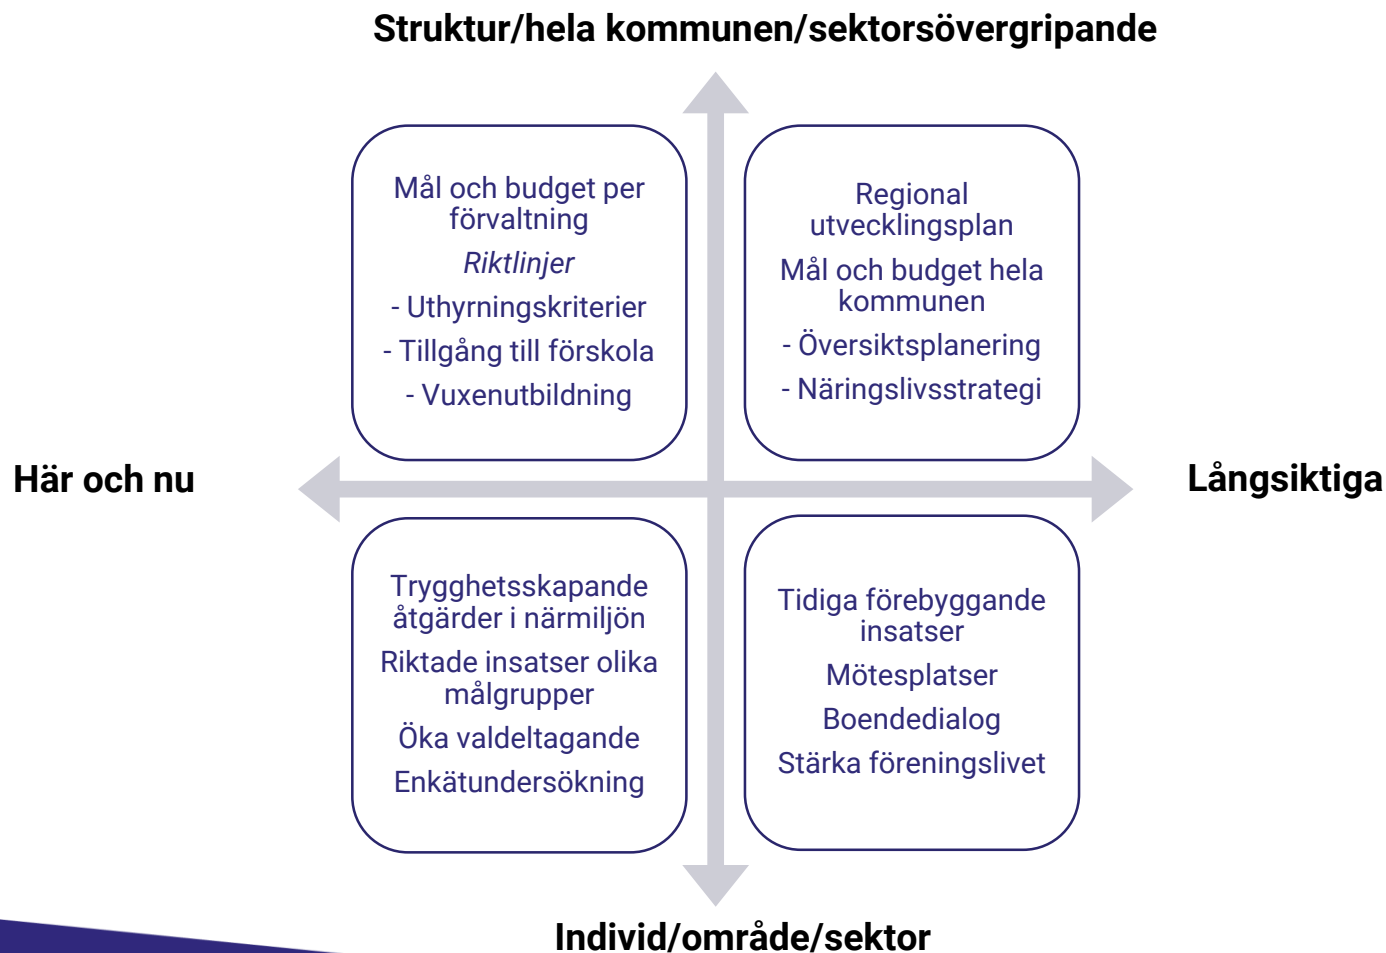 Struktur/hela kommunen/sektorsövergripande
Mål och budget per
förvaltning
Riktlinjer
- Uthyrningskriterier
- Tillgång till förskola
- Vuxenutbildning
Regional
utvecklingsplan
Mål och budget hela
kommunen
- Översiktsplanering
- Näringslivsstrategi
Här och nu
Långsiktiga
Trygghetsskapande
åtgärder i närmiljön
Riktade insatser olika
målgrupper
Öka valdeltagande
Enkätundersökning
Tidiga förebyggande
insatser
Mötesplatser
Boendedialog
Stärka föreningslivet
Individ/område/sektor